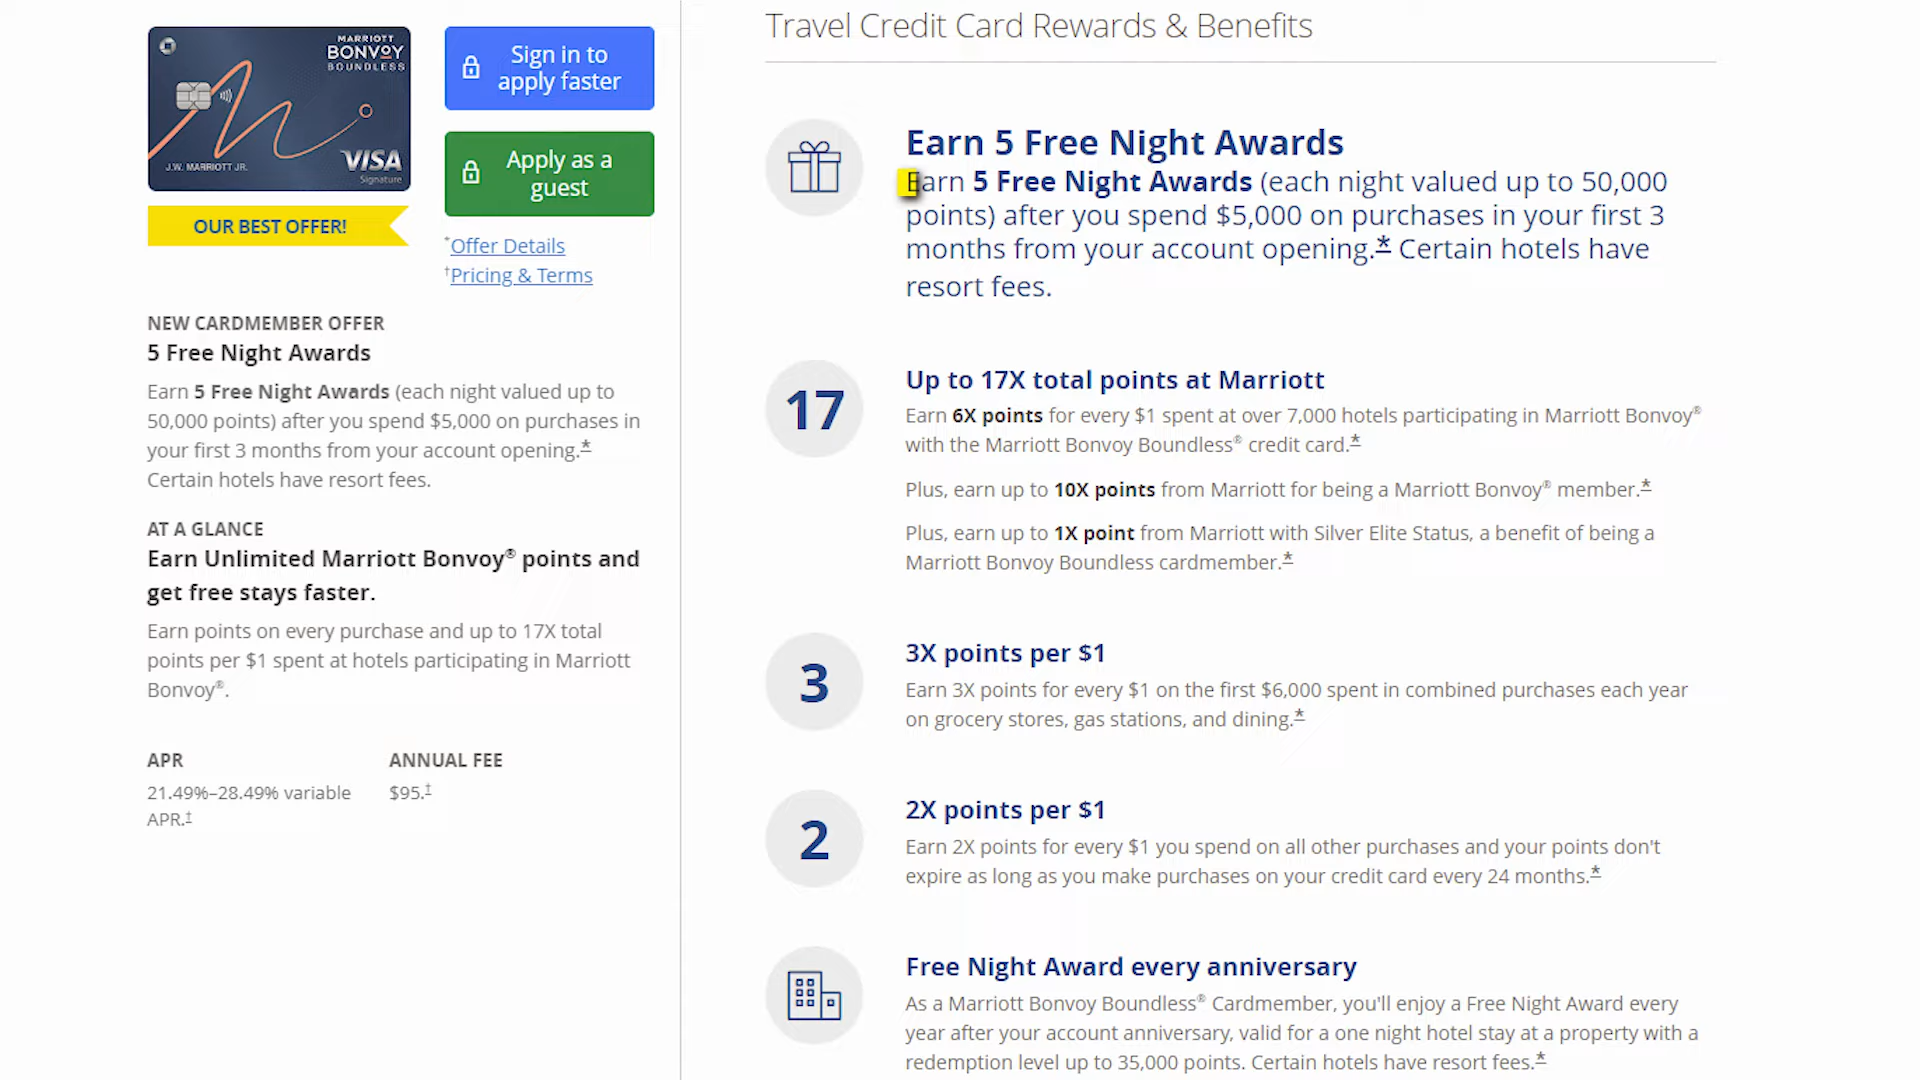 MARRIOTT
BONVOY
BOUNDLESS
J.W. MARRIOTT JR.
VISA
Signature
OUR BEST OFFER!
Sign in to
apply faster
Apply as a
guest
*Offer Details
†Pricing & Terms
NEW CARDMEMBER OFFER
5 Free Night Awards
Earn 5 Free Night Awards (each night valued up to
50,000 points) after you spend $5,000 on purchases in
your first 3 months from your account opening.*
Certain hotels have resort fees.
AT A GLANCE
Earn Unlimited Marriott Bonvoy® points and
get free stays faster.
Earn points on every purchase and up to 17X total
points per $1 spent at hotels participating in Marriott
Bonvoy®.
APR
21.49%–28.49% variable
APR.†
ANNUAL FEE
$95.†
Travel Credit Card Rewards & Benefits
Earn 5 Free Night Awards
Earn 5 Free Night Awards (each night valued up to 50,000
points) after you spend $5,000 on purchases in your first 3
months from your account opening.* Certain hotels have
resort fees.
17
Up to 17X total points at Marriott
Earn 6X points for every $1 spent at over 7,000 hotels participating in Marriott Bonvoy®
with the Marriott Bonvoy Boundless® credit card.*
Plus, earn up to 10X points from Marriott for being a Marriott Bonvoy® member.*
Plus, earn up to 1X point from Marriott with Silver Elite Status, a benefit of being a
Marriott Bonvoy Boundless cardmember.*
3
3X points per $1
Earn 3X points for every $1 on the first $6,000 spent in combined purchases each year
on grocery stores, gas stations, and dining.*
2
2X points per $1
Earn 2X points for every $1 you spend on all other purchases and your points don't
expire as long as you make purchases on your credit card every 24 months.*
Free Night Award every anniversary
As a Marriott Bonvoy Boundless® Cardmember, you'll enjoy a Free Night Award every
year after your account anniversary, valid for a one night hotel stay at a property with a
redemption level up to 35,000 points. Certain hotels have resort fees.*